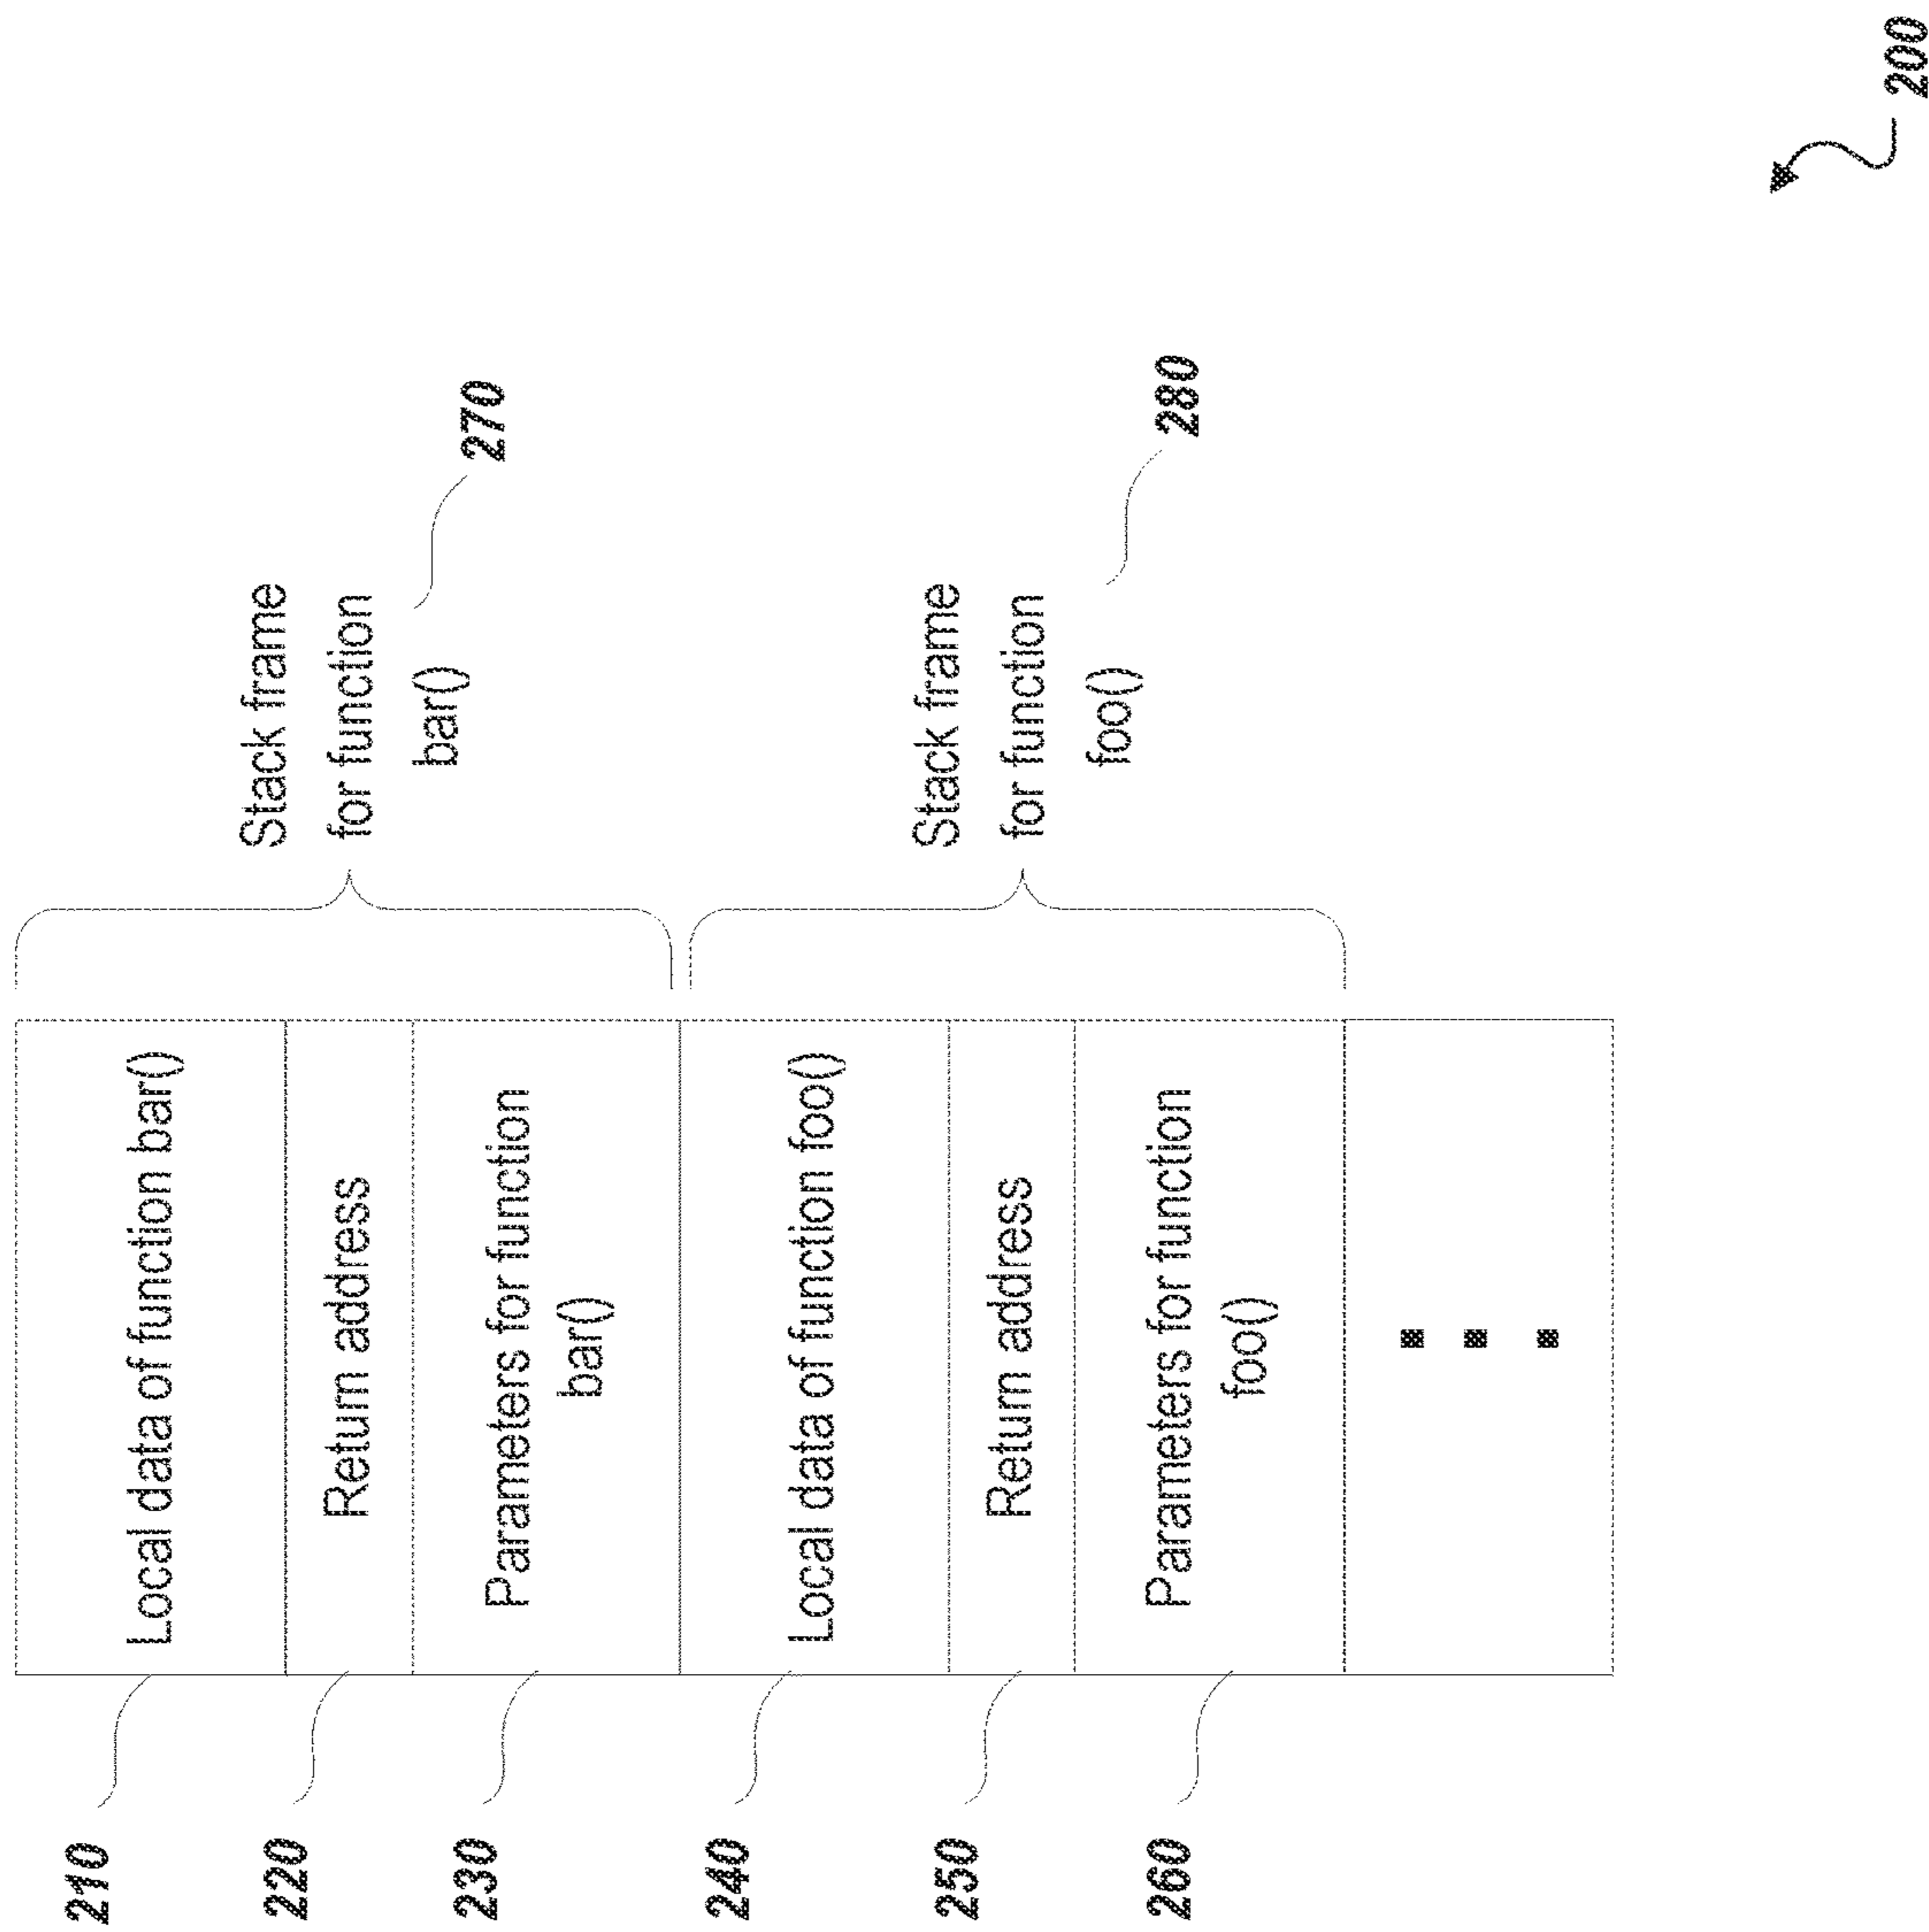 210
Local data of function bar()
220
Return address
230
Parameters for function
bar()
Stack frame
for function
bar()
270
240
Local data of function foo()
250
Return address
260
Parameters for function
foo()
Stack frame
for function
foo()
280
200